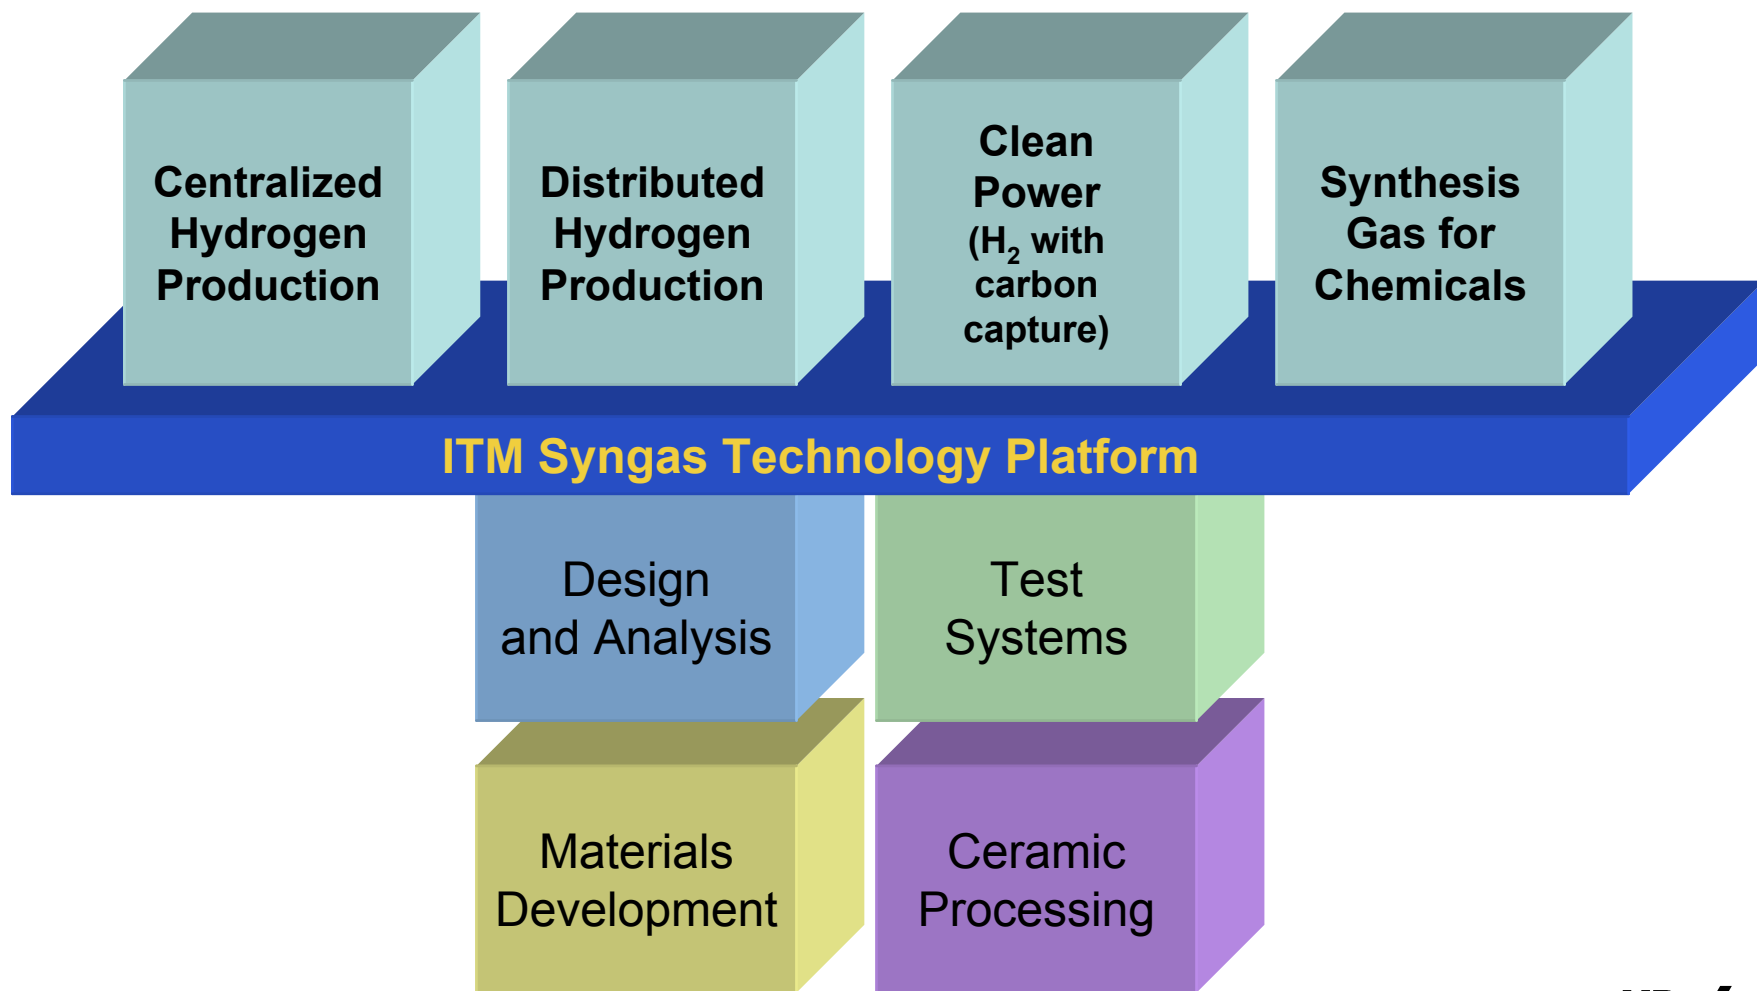 Centralized
Hydrogen
Production
Distributed
Hydrogen
Production
Clean
Power
(H₂ with
carbon
capture)
Synthesis
Gas for
Chemicals
ITM Syngas Technology Platform
Design
and Analysis
Test
Systems
Materials
Development
Ceramic
Processing